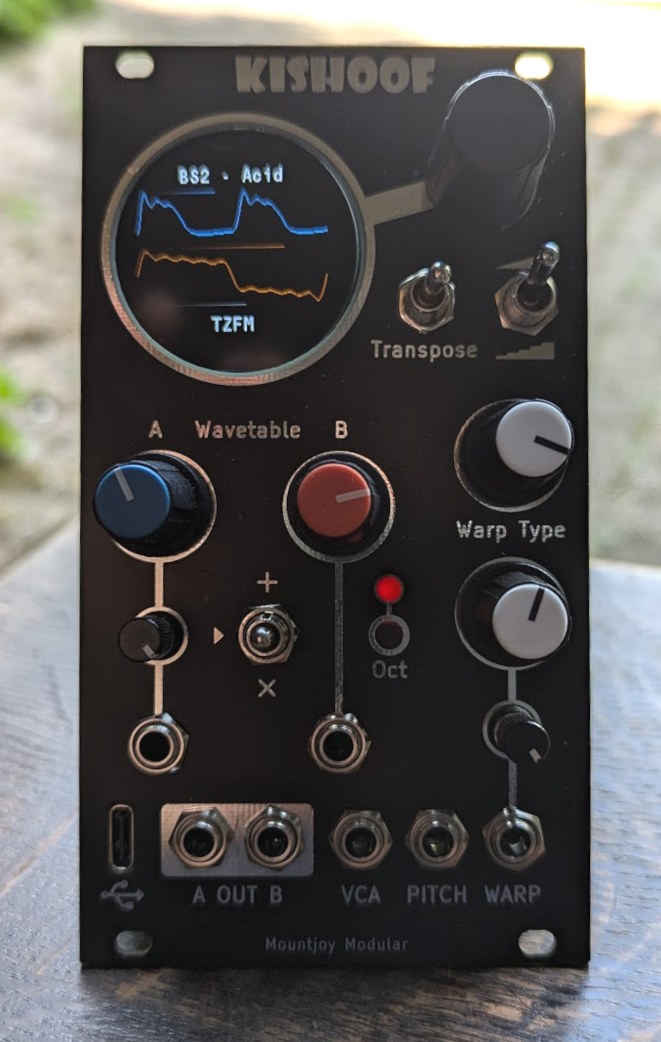 KISHOOF
BS2 - Acid
TZFM
Transpose
A Wavetable B
Warp Type
+
Oct
×
A OUT B VCA PITCH WARP
Mountjoy Modular